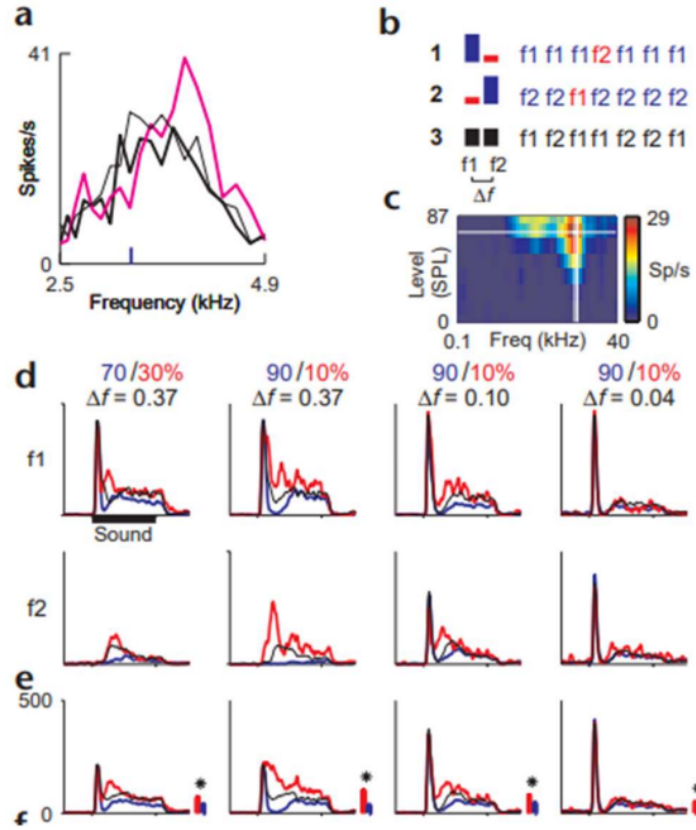 a
41
Spikes/s
0
2.5
4.9
Frequency (kHz)
b
1 f1 f1 f1 f2 f1 f1 f1
2 f2 f2 f1 f2 f2 f2 f2
3 f1 f2 f1 f1 f2 f2 f1
f1 f2
Δf
c
87
Level
(SPL)
0
0.1 Freq (kHz) 40
29
Sp/s
0
d
70/30% 90/10% 90/10% 90/10%
Δf = 0.37 Δf = 0.37 Δf = 0.10 Δf = 0.04
f1
Sound
f2
e
500
* * * *
0